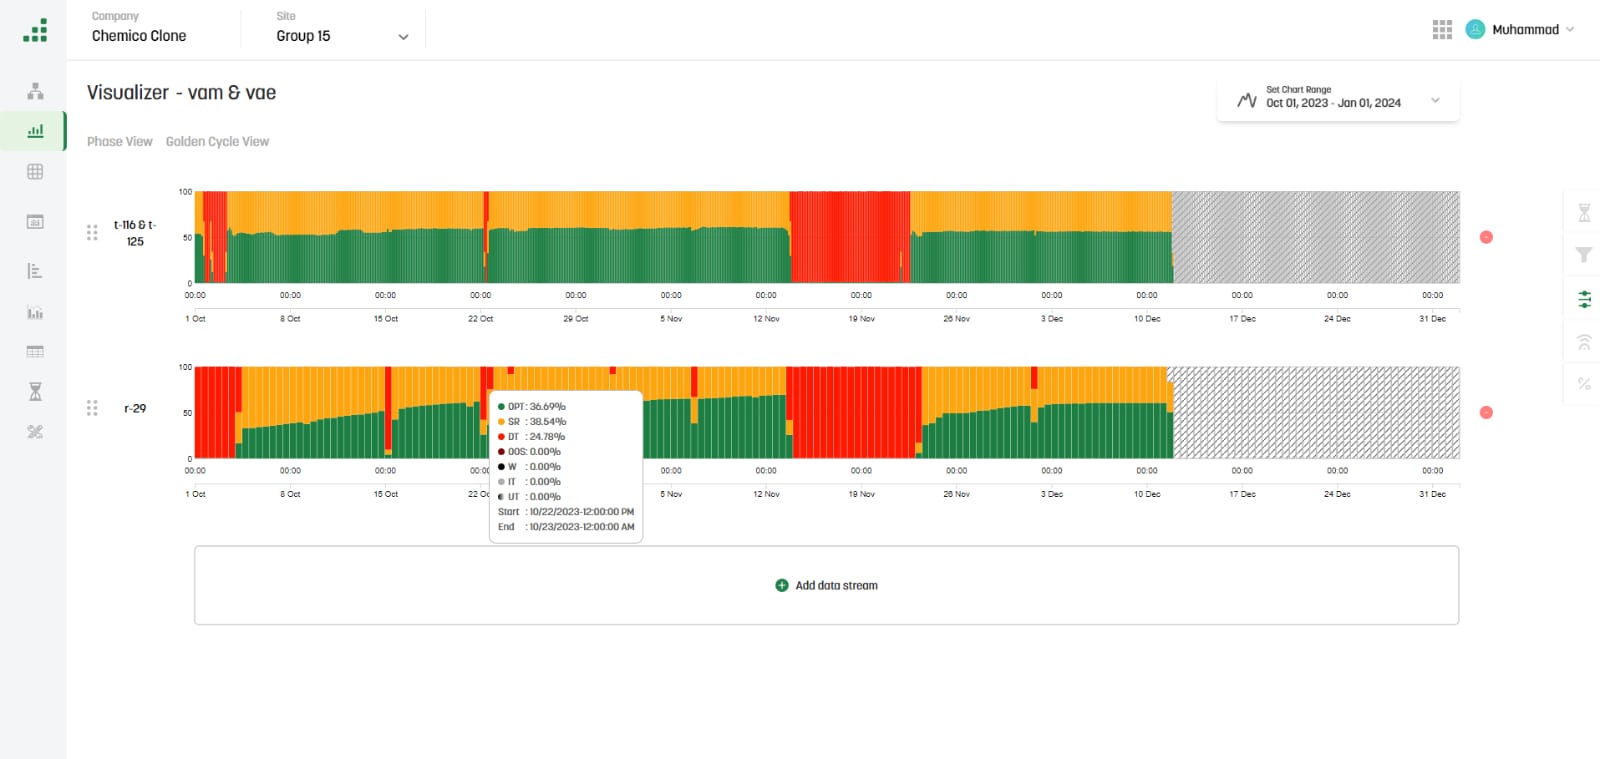 Company
Chemico Clone
Site
Group 15
Muhammad
Visualizer - vam & vae
Set Chart Range
Oct 01, 2023 - Jan 01, 2024
Phase View Golden Cycle View
t-116 & t-
125
100
50
0
00:00 00:00 00:00 00:00 00:00 00:00 00:00 00:00 00:00 00:00 00:00 00:00 00:00 00:00
1 Oct 8 Oct 15 Oct 22 Oct 29 Oct 5 Nov 12 Nov 19 Nov 26 Nov 3 Dec 10 Dec 17 Dec 24 Dec 31 Dec
r-29
100
50
0
00:00 00:00 00:00 00:00 00:00 00:00 00:00 00:00 00:00 00:00 00:00 00:00
1 Oct 8 Oct 15 Oct 22 Oc 5 Nov 12 Nov 19 Nov 26 Nov 3 Dec 10 Dec 17 Dec 24 Dec 31 Dec
OPT : 36.69%
SR : 38.54%
DT : 24.78%
OOS: 0.00%
W : 0.00%
IT : 0.00%
UT : 0.00%
Start : 10/22/2023-12:00:00 PM
End : 10/23/2023-12:00:00 AM
Add data stream